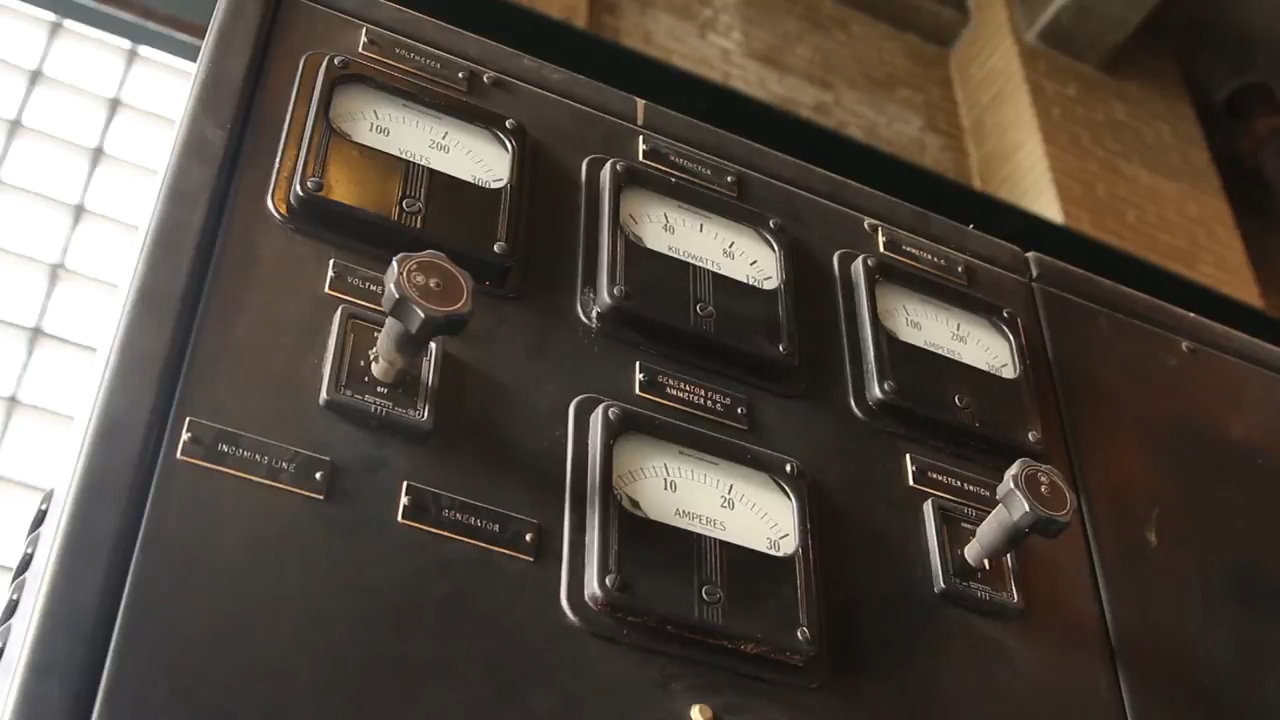 VOLTMETER
100
200
300
VOLTS
WATTMETER
40
80
120
KILOWATTS
AMMETER A.C.
100
200
300
AMPERES
VOLTME
OFF
GENERATOR FIELD
AMMETER D.C.
0
10
20
30
AMPERES
INCOMING LINE
GENERATOR
AMMETER SWITCH